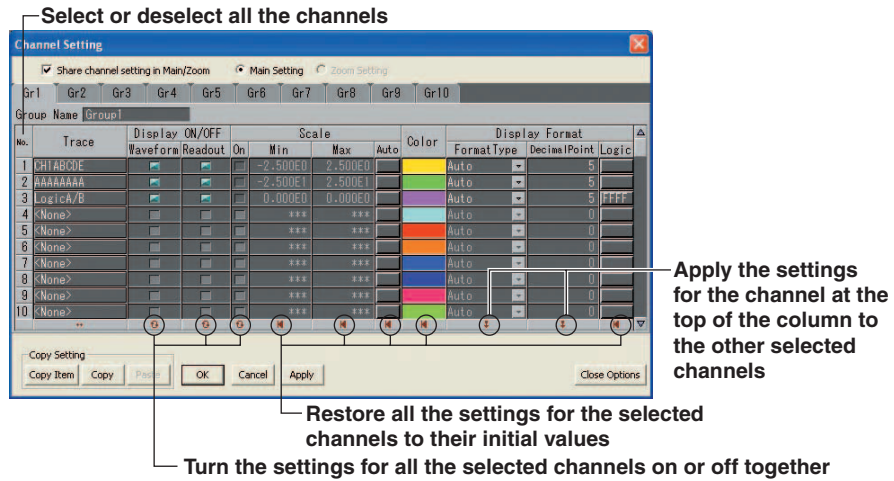 Select or deselect all the channels
Channel Setting
Share channel setting in Main/Zoom Main Setting Zoom Setting
Gr1 Gr2 Gr3 Gr4 Gr5 Gr6 Gr7 Gr8 Gr9 Gr10
Group Name Group1
No. Trace Display ON/OFF Scale Color Display Format
Waveform Readout On Min Max Auto FormatType DecimalPoint Logic
1 CH1ABCDE -2.500E0 2.500E0 Auto 5
2 AAAAAAAA -2.500E1 2.500E1 Auto 5
3 LogicA/B 0.000E0 0.000E0 Auto 5 FFFF
4 <None> *** *** Auto 0
5 <None> *** *** Auto 0
6 <None> *** *** Auto 0
7 <None> *** *** Auto 0
8 <None> *** *** Auto 0
9 <None> *** *** Auto 0
10 <None> *** *** Auto 0
Apply the settings
for the channel at the
top of the column to
the other selected
channels
Copy Setting
Copy Item Copy Paste OK Cancel Apply Close Options
Restore all the settings for the selected
channels to their initial values
Turn the settings for all the selected channels on or off together